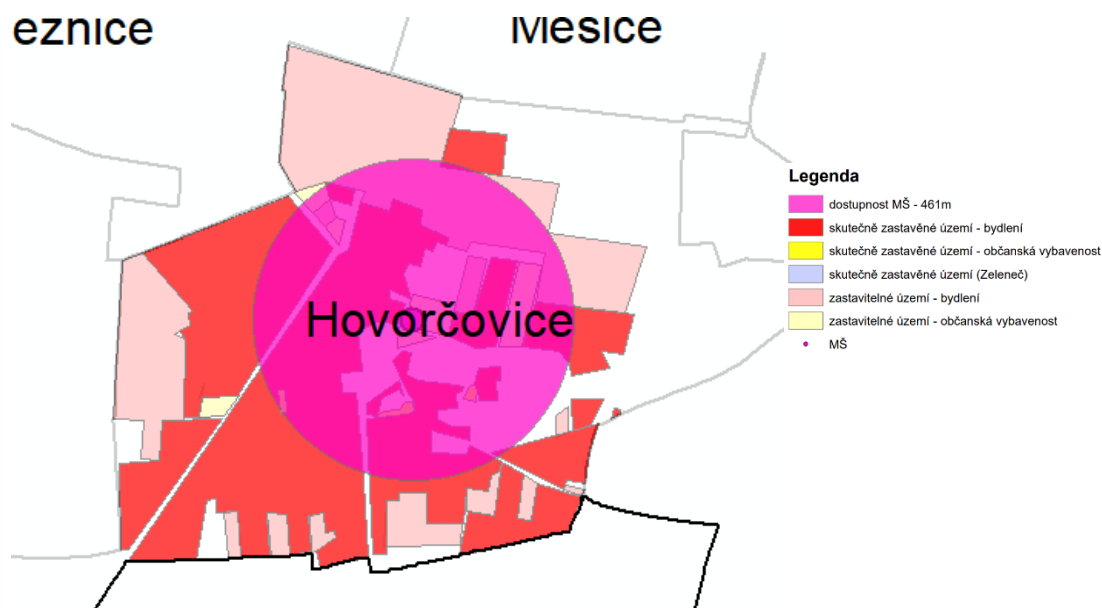 eznice
Měšice
Hovorčovice
Legenda
dostupnost MŠ - 461m
skutečně zastavěné území - bydlení
skutečně zastavěné území - občanská vybavenost
skutečně zastavěné území (Zeleneč)
zastavitelné území - bydlení
zastavitelné území - občanská vybavenost
MŠ